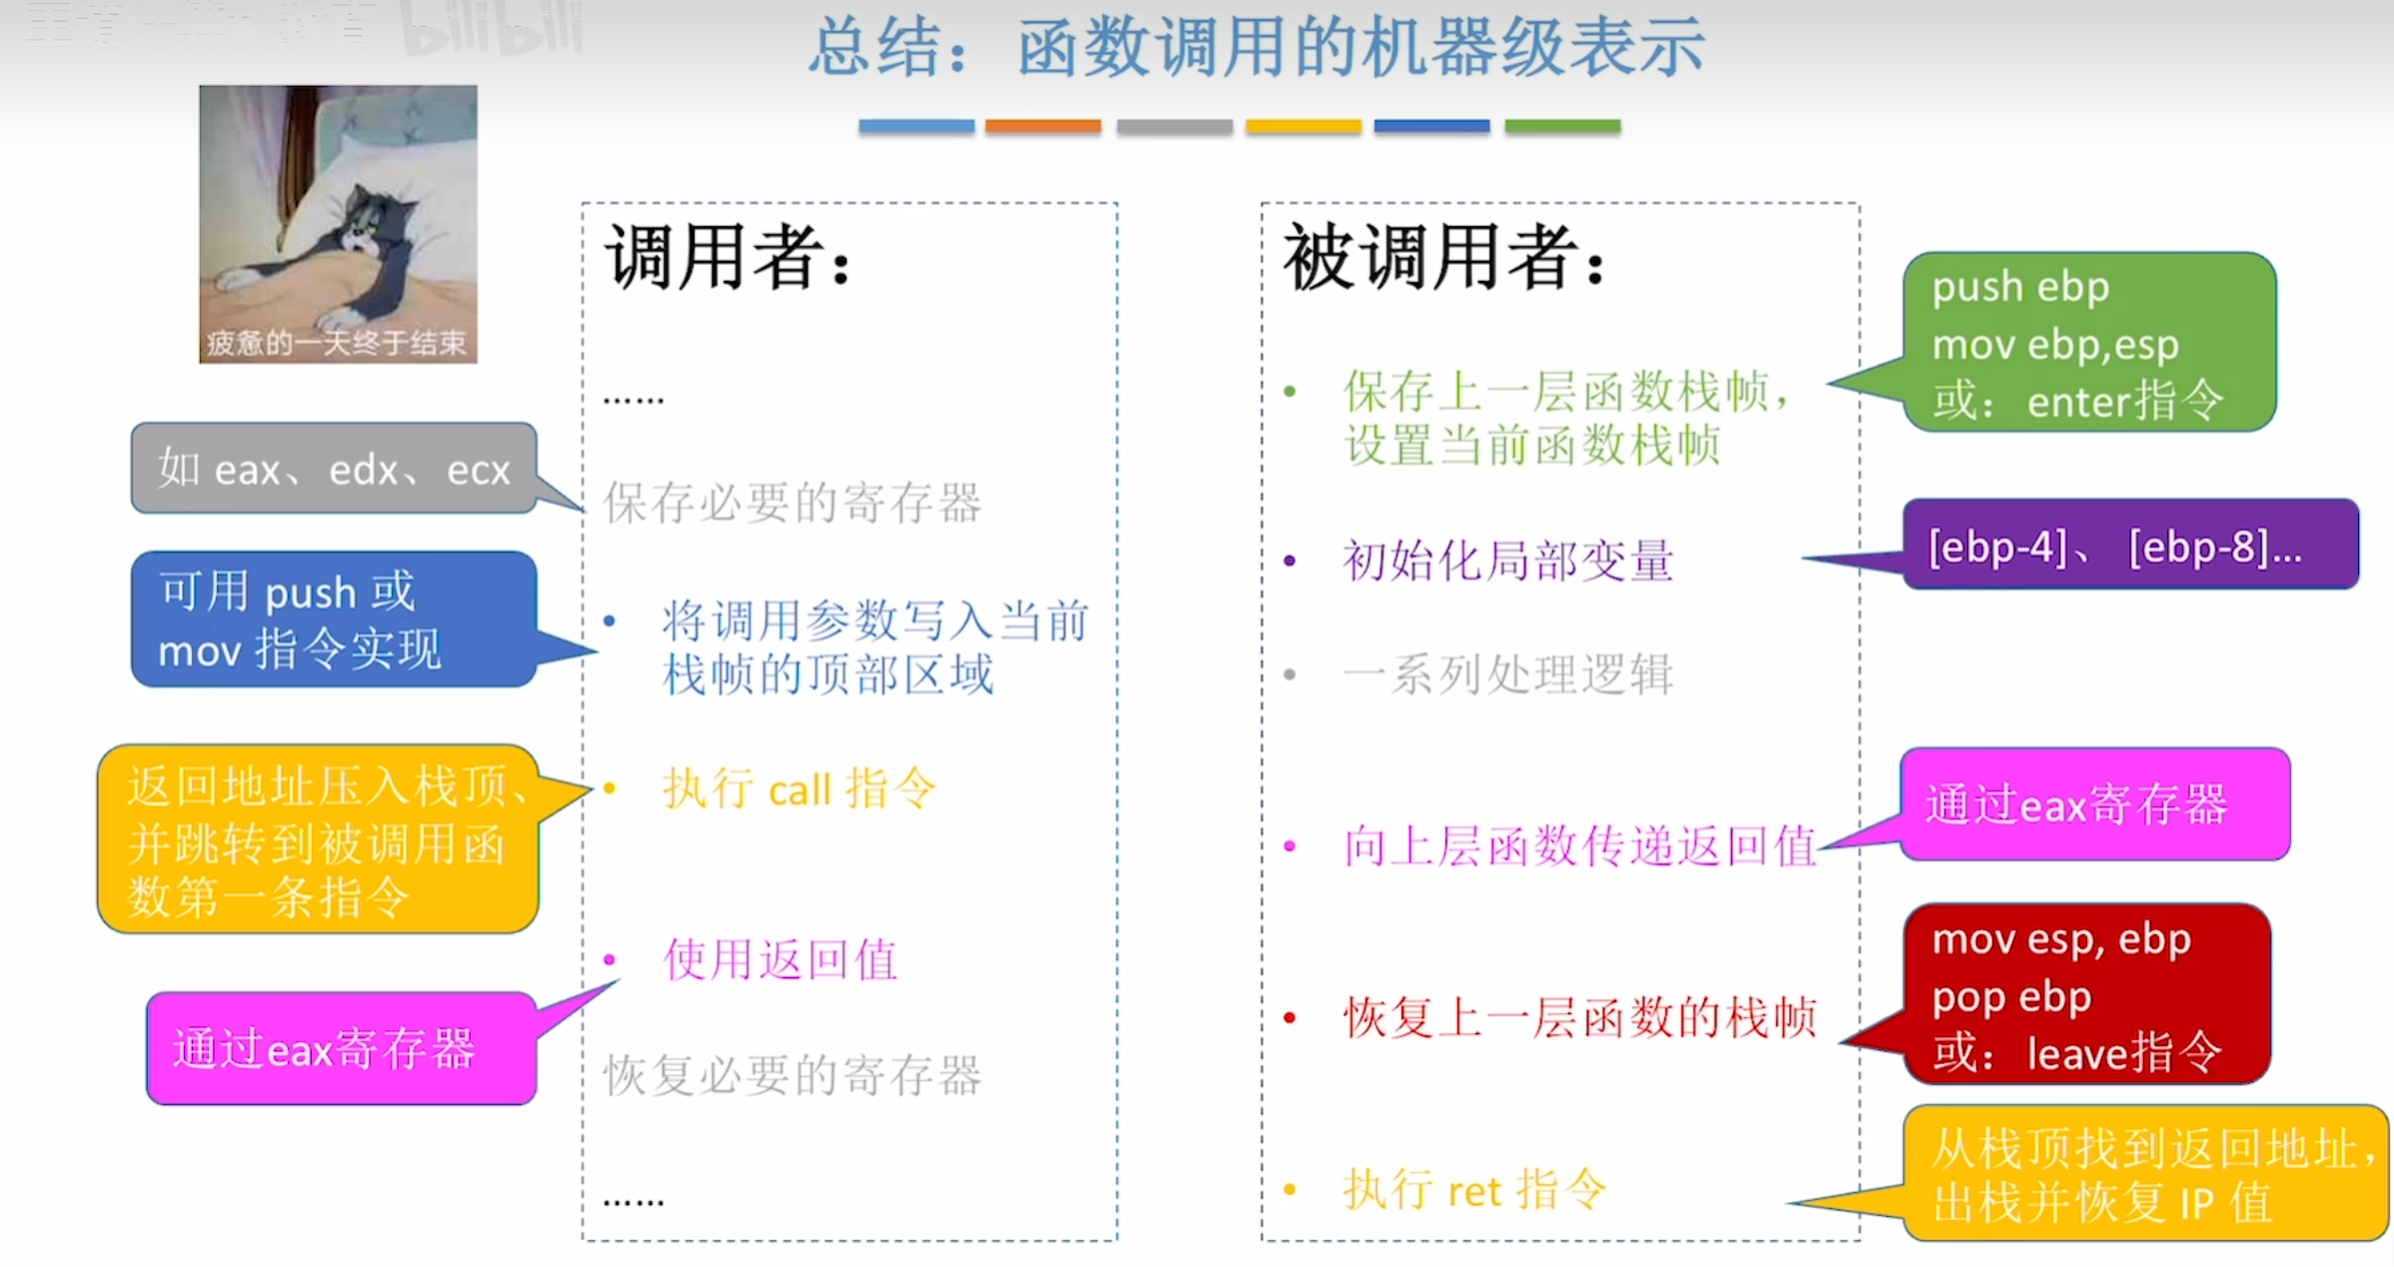 bilibili
总结：函数调用的机器级表示
疲惫的一天终于结束
调用者：
……
如 eax、edx、ecx
保存必要的寄存器
可用 push 或
mov 指令实现
• 将调用参数写入当前
栈帧的顶部区域
返回地址压入栈顶、
并跳转到被调用函
数第一条指令
• 执行 call 指令
• 使用返回值
通过eax寄存器
恢复必要的寄存器
……
被调用者：
• 保存上一层函数栈帧，
设置当前函数栈帧
push ebp
mov ebp,esp
或：enter指令
• 初始化局部变量
[ebp-4]、 [ebp-8]...
• 一系列处理逻辑
• 向上层函数传递返回值
通过eax寄存器
• 恢复上一层函数的栈帧
mov esp, ebp
pop ebp
或：leave指令
• 执行 ret 指令
从栈顶找到返回地址，
出栈并恢复 IP 值